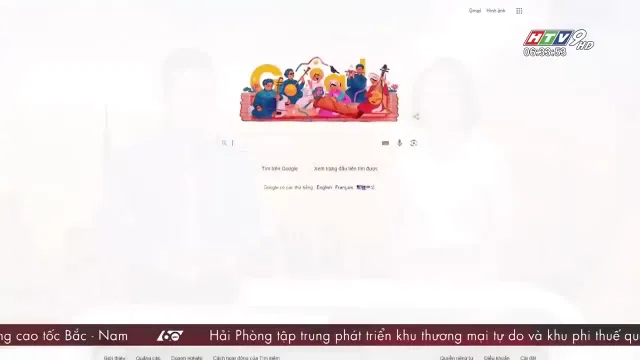 Gmail Hình ảnh
HTV9 HD
06:33:53
Tìm trên Google Xem trang đầu tiên tìm được
Google có các thứ tiếng: English Français 繁體中文
ng cao tốc Bắc - Nam 60 Hải Phòng tập trung phát triển khu thương mại tự do và khu phi thuế qu
Giới thiệu Quảng cáo Doanh nghiệp Cách hoạt động của Tìm kiếm Quyền riêng tư Điều khoản Cài đặt